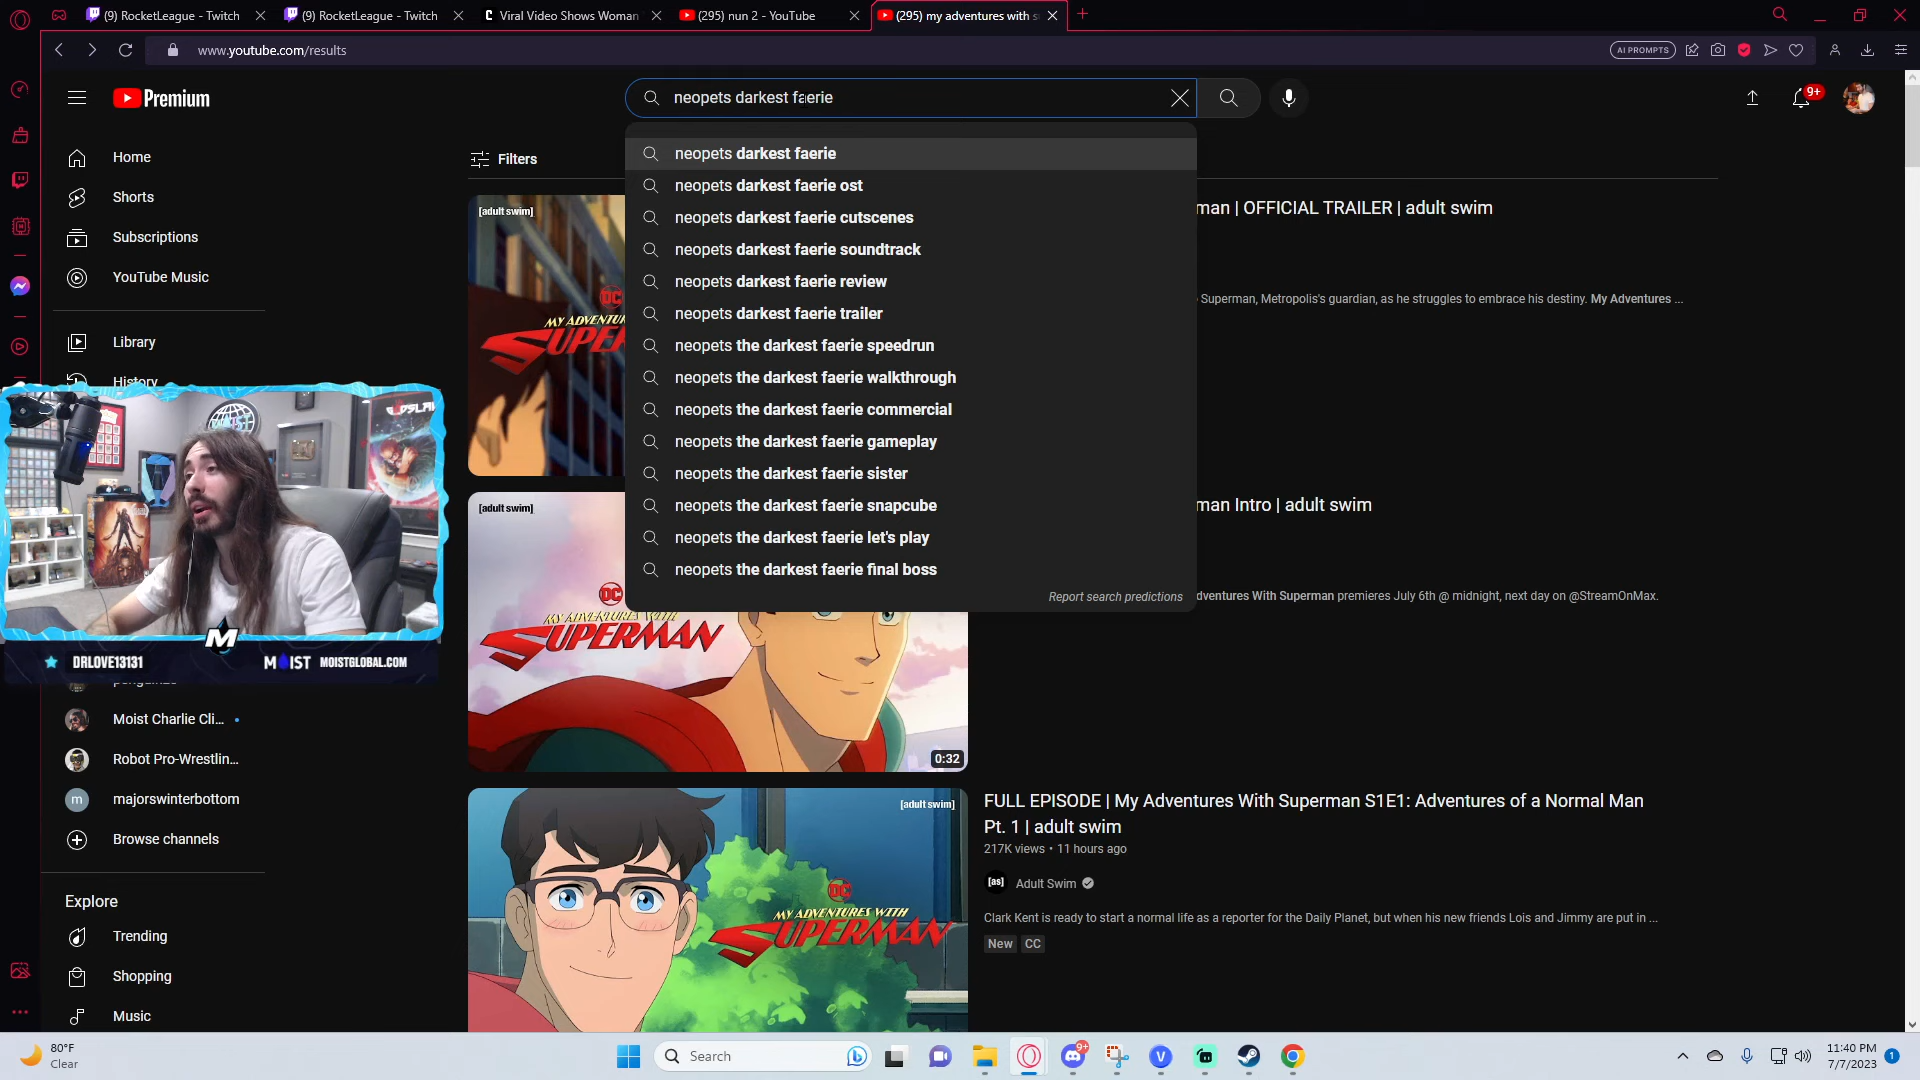 (9) RocketLeague - Twitch
(9) RocketLeague - Twitch
Viral Video Shows Woman
(295) nun 2 - YouTube
(295) my adventures with s
www.youtube.com/results
AI PROMPTS
Premium
neopets darkest faerie
9+
Home
Shorts
Subscriptions
YouTube Music
Library
History
Filters
neopets darkest faerie
neopets darkest faerie ost
neopets darkest faerie cutscenes
neopets darkest faerie soundtrack
neopets darkest faerie review
neopets darkest faerie trailer
neopets the darkest faerie speedrun
neopets the darkest faerie walkthrough
neopets the darkest faerie commercial
neopets the darkest faerie gameplay
neopets the darkest faerie sister
neopets the darkest faerie snapcube
neopets the darkest faerie let's play
neopets the darkest faerie final boss
Report search predictions
[adult swim]
DC
man | OFFICIAL TRAILER | adult swim
Superman, Metropolis's guardian, as he struggles to embrace his destiny. My Adventures ...
[adult swim]
DC
MY ADVENTURES WITH
SUPERMAN
0:32
man Intro | adult swim
dventures With Superman premieres July 6th @ midnight, next day on @StreamOnMax.
M
DRLOVE13131
MOIST
MOISTGLOBAL.COM
Moist Charlie Cli...
Robot Pro-Wrestlin...
m
majorswinterbottom
Browse channels
Explore
Trending
Shopping
Music
[adult swim]
DC
MY ADVENTURES WITH
SUPERMAN
FULL EPISODE | My Adventures With Superman S1E1: Adventures of a Normal Man
Pt. 1 | adult swim
217K views • 11 hours ago
[as]
Adult Swim
Clark Kent is ready to start a normal life as a reporter for the Daily Planet, but when his new friends Lois and Jimmy are put in ...
New
CC
80°F
Clear
Search
9+
11:40 PM
7/7/2023
1